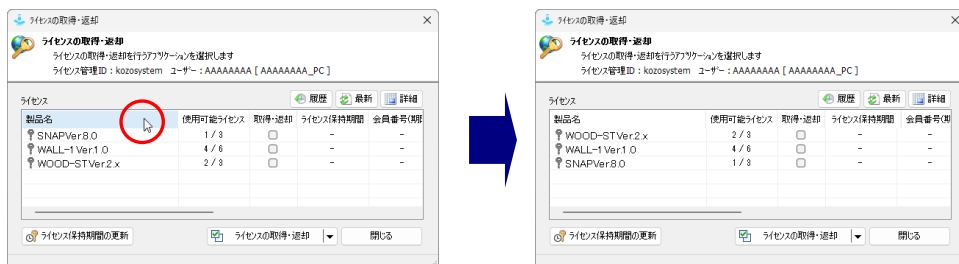 ライセンスの取得・返却
ライセンスの取得・返却
ライセンスの取得・返却を行うアプリケーションを選択します
ライセンス管理ID：kozosystem ユーザー：AAAAAAAA [ AAAAAAAA_PC ]
ライセンス
履歴 最新 詳細
製品名 使用可能ライセンス 取得・返却 ライセンス保持期間 会員番号(期
SNAPVer.8.0 1 / 3 - -
WALL-1 Ver.1.0 4 / 6 - -
WOOD-STVer.2.x 2 / 3 - -
ライセンス保持期間の更新 ライセンスの取得・返却 閉じる
ライセンスの取得・返却
ライセンスの取得・返却
ライセンスの取得・返却を行うアプリケーションを選択します
ライセンス管理ID：kozosystem ユーザー：AAAAAAAA [ AAAAAAAA_PC ]
ライセンス
履歴 最新 詳細
製品名 使用可能ライセンス 取得・返却 ライセンス保持期間 会員番号(期
WOOD-STVer.2.x 2 / 3 - -
WALL-1 Ver.1.0 4 / 6 - -
SNAPVer.8.0 1 / 3 - -
ライセンス保持期間の更新 ライセンスの取得・返却 閉じる